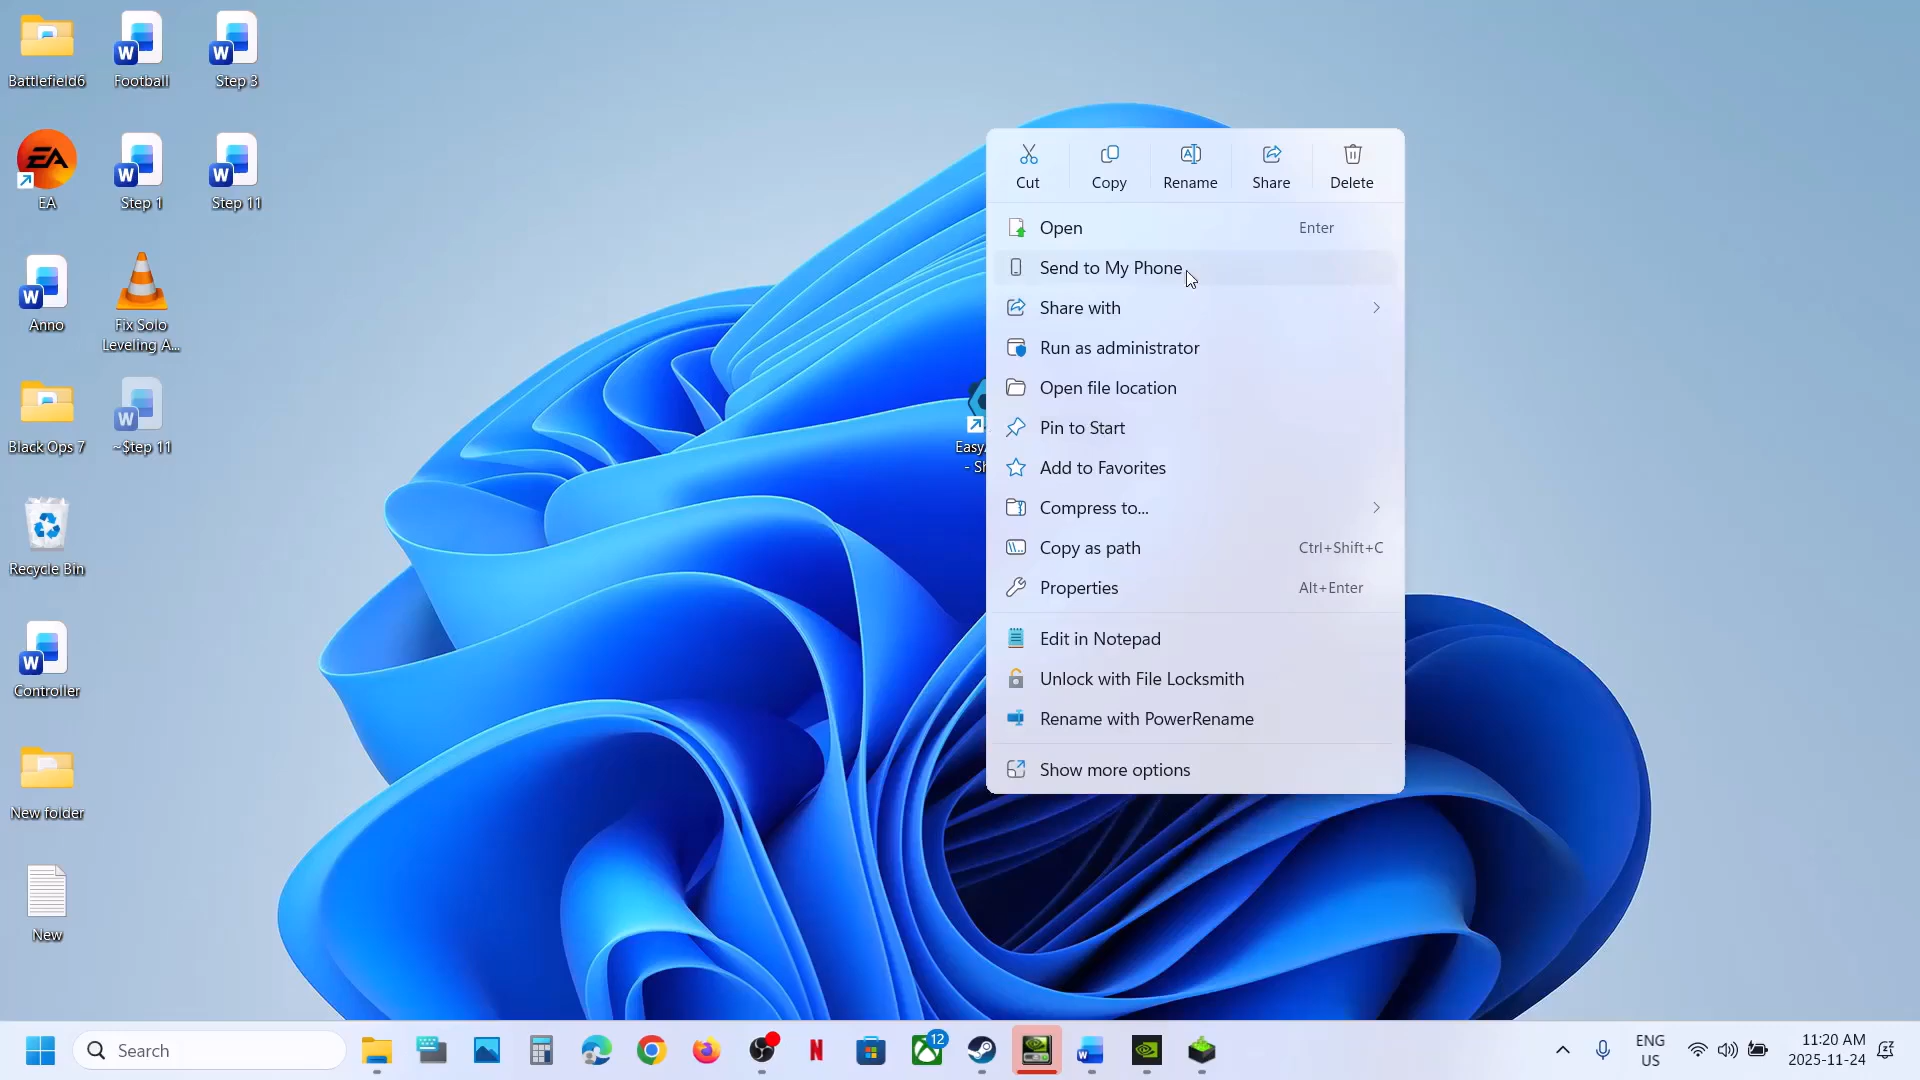 Battlefield6
Football
Step 3
EA
Step 1
Step 11
Anno
Fix Solo
Leveling A...
Black Ops 7
~$tep 11
Recycle Bin
Controller
New folder
New
Cut
Copy
Rename
Share
Delete
Open
Enter
Send to My Phone
Share with
Run as administrator
Open file location
Pin to Start
Add to Favorites
Compress to...
Copy as path
Ctrl+Shift+C
Properties
Alt+Enter
Edit in Notepad
Unlock with File Locksmith
Rename with PowerRename
Show more options
Search
12
ENG
US
11:20 AM
2025-11-24